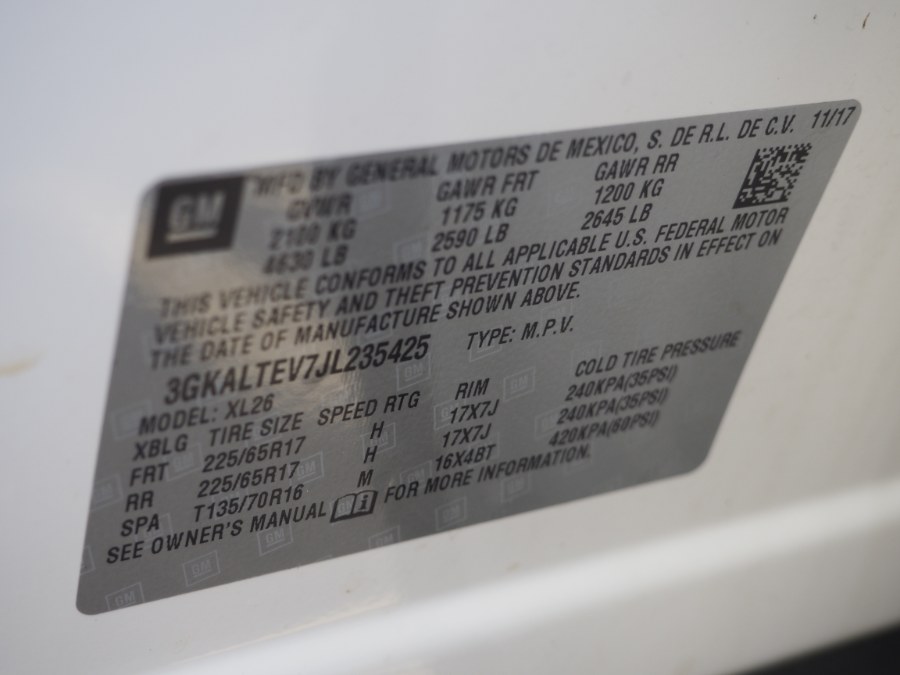 GM
MFD BY GENERAL MOTORS DE MEXICO, S. DE R.L. DE C.V. 11/17
GVWR GAWR FRT GAWR RR
2100 KG 1175 KG 1200 KG
4630 LB 2590 LB 2645 LB
THIS VEHICLE CONFORMS TO ALL APPLICABLE U.S. FEDERAL MOTOR
VEHICLE SAFETY AND THEFT PREVENTION STANDARDS IN EFFECT ON
THE DATE OF MANUFACTURE SHOWN ABOVE.
3GKALTEV7JL235425 TYPE: M.P.V.
MODEL: XL26
XBLG TIRE SIZE SPEED RTG RIM COLD TIRE PRESSURE
FRT 225/65R17 H 17X7J 240KPA(35PSI)
RR 225/65R17 H 17X7J 240KPA(35PSI)
SPA T135/70R16 M 16X4BT 420KPA(60PSI)
SEE OWNER'S MANUAL FOR MORE INFORMATION.